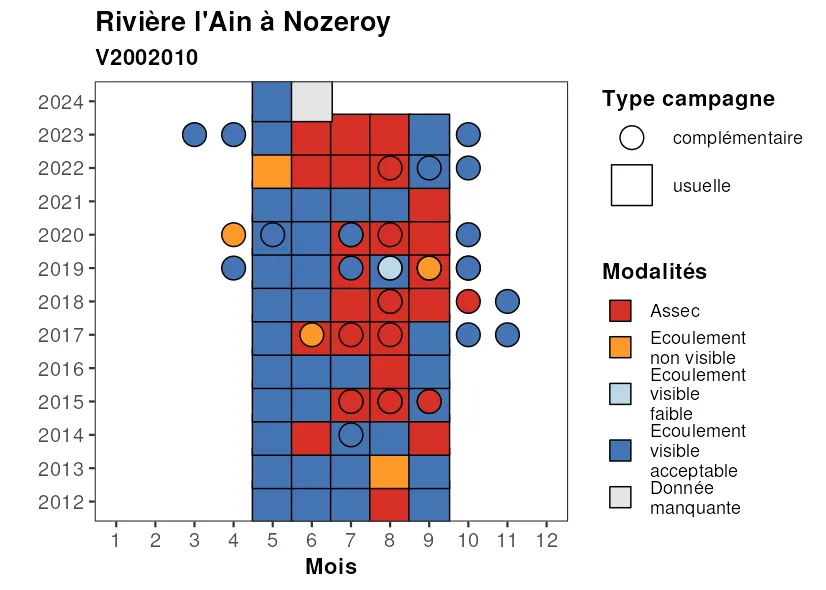 Rivière l'Ain à Nozeroy
V2002010
2024
2023
2022
2021
2020
2019
2018
2017
2016
2015
2014
2013
2012
1 2 3 4 5 6 7 8 9 10 11 12
Mois
Type campagne
complémentaire
usuelle
Modalités
Assec
Ecoulement
non visible
Ecoulement
visible
faible
Ecoulement
visible
acceptable
Donnée
manquante